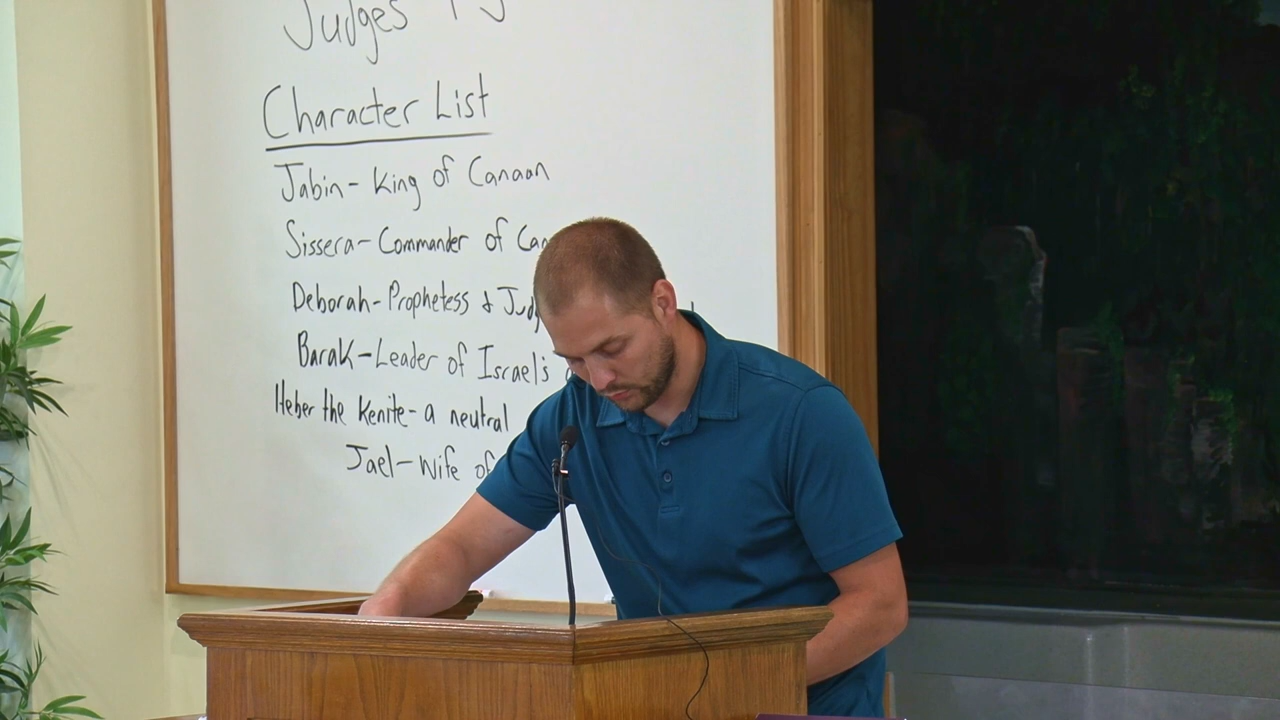 Judges
Character List
Jabin - King of Canaan
Sissera - Commander of
Deborah - Prophetess &
Barak - Leader of Israel's
Heber the Kenite - a neutral
Jael - Wife of